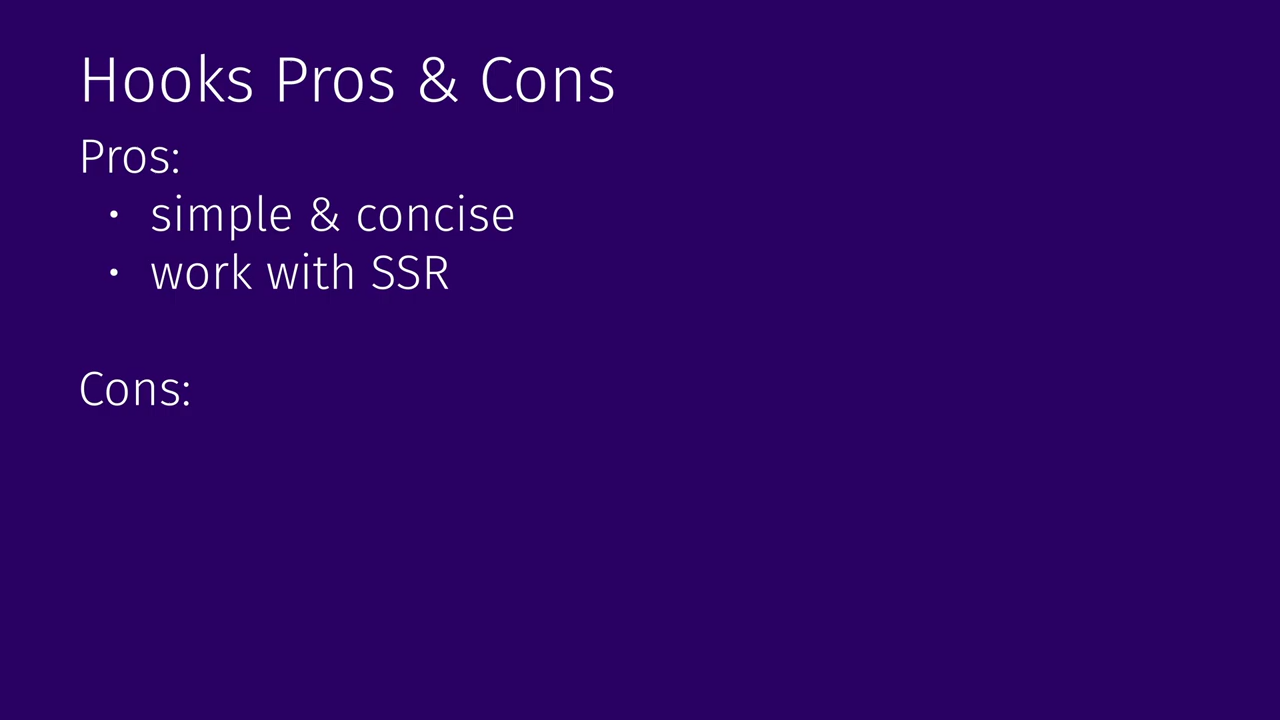 Hooks Pros & Cons
Pros:
• simple & concise
• work with SSR
Cons: